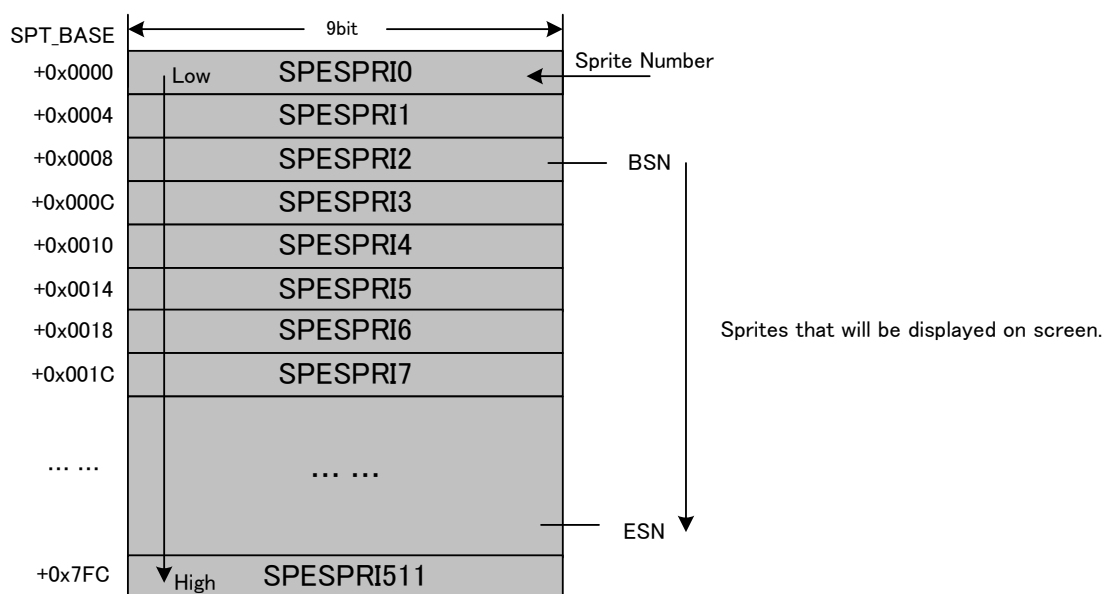 SPT_BASE 9bit
+0x0000 Low SPESPRI0 Sprite Number
+0x0004 SPESPRI1
+0x0008 SPESPRI2 BSN
+0x000C SPESPRI3
+0x0010 SPESPRI4
+0x0014 SPESPRI5
+0x0018 SPESPRI6 Sprites that will be displayed on screen.
+0x001C SPESPRI7
... ... ... ...
ESN
+0x7FC High SPESPRI511